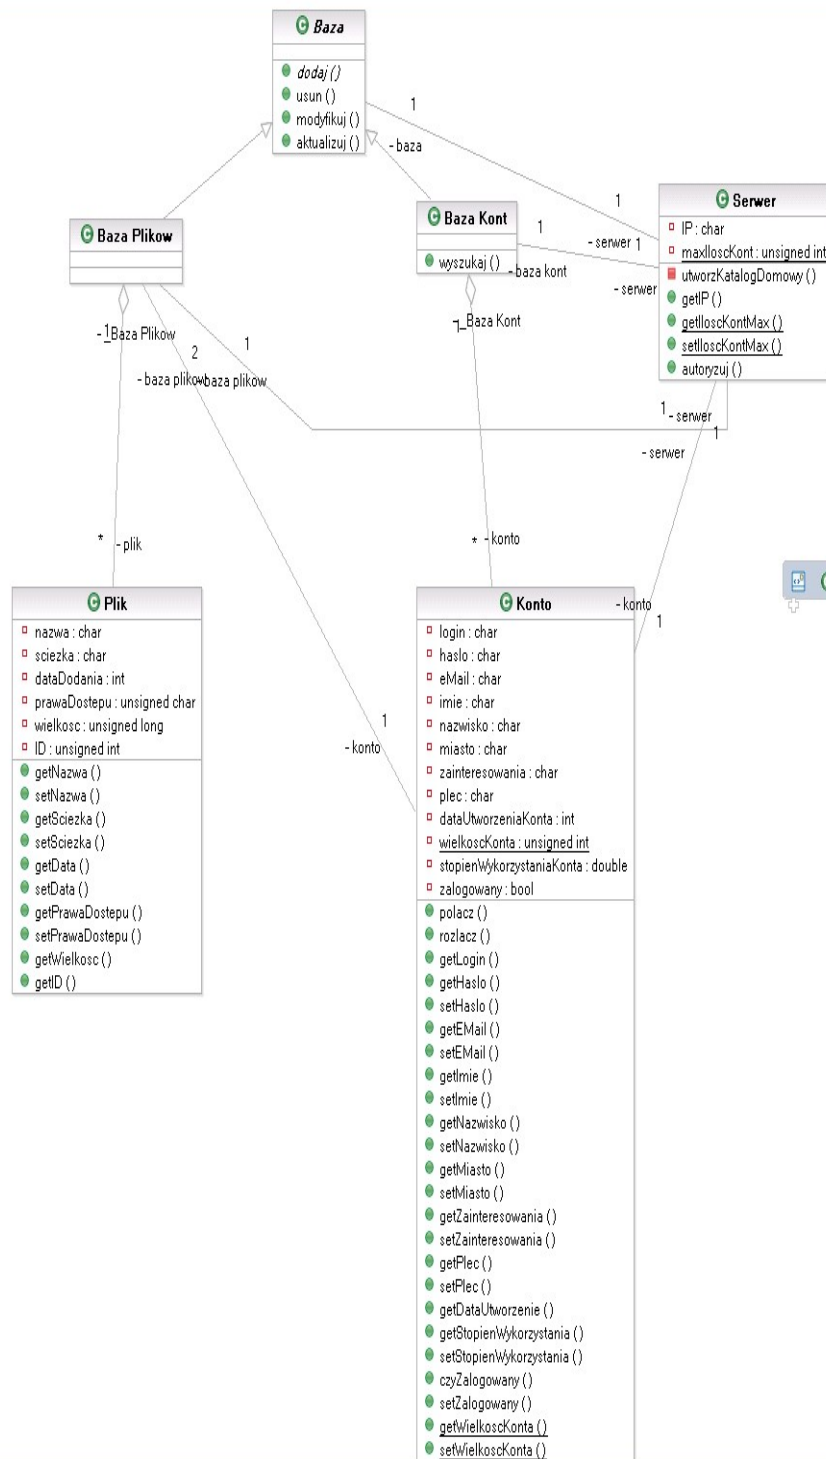 Baza
dodaj ()
usun ()
modyfikuj ()
aktualizuj ()
1
- baza
Baza Plikow
Baza Kont
wyszukaj ()
1
- baza kont
1
- serwer
1
- serwer
Serwer
IP : char
maxIloscKont : unsigned int
utworzKatalogDomowy ()
getIP ()
getIloscKontMax ()
setIloscKontMax ()
autoryzuj ()
- 1_Baza Plikow
2
- baza plikow
1
- baza plikow
- 1_Baza Kont
1
- serwer
1
- serwer
*
- plik
*
- konto
- konto
1
1
- konto
Plik
nazwa : char
sciezka : char
dataDodania : int
prawaDostepu : unsigned char
wielkosc : unsigned long
ID : unsigned int
getNazwa ()
setNazwa ()
getSciezka ()
setSciezka ()
getData ()
setData ()
getPrawaDostepu ()
setPrawaDostepu ()
getWielkosc ()
getID ()
Konto
login : char
haslo : char
eMail : char
imie : char
nazwisko : char
miasto : char
zainteresowania : char
plec : char
dataUtworzeniaKonta : int
wielkoscKonta : unsigned int
stopienWykorzystaniaKonta : double
zalogowany : bool
polacz ()
rozlacz ()
getLogin ()
getHaslo ()
setHaslo ()
getEMail ()
setEMail ()
getImie ()
setImie ()
getNazwisko ()
setNazwisko ()
getMiasto ()
setMiasto ()
getZainteresowania ()
setZainteresowania ()
getPlec ()
setPlec ()
getDataUtworzenie ()
getStopienWykorzystania ()
setStopienWykorzystania ()
czyZalogowany ()
setZalogowany ()
getWielkoscKonta ()
setWielkoscKonta ()